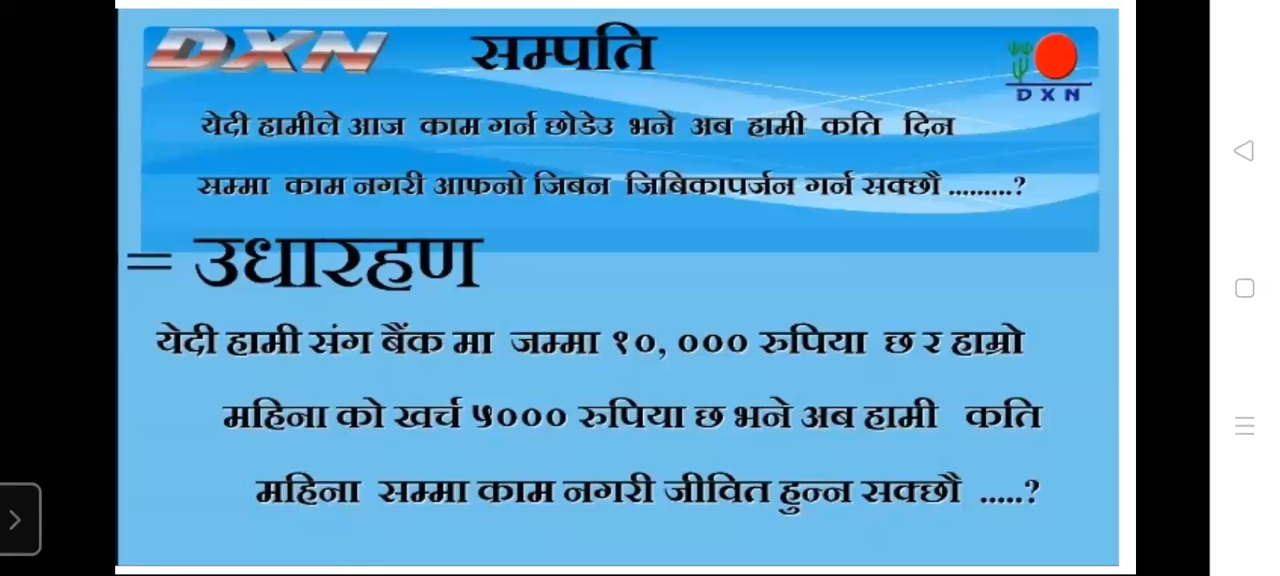 DXN सम्पति
DXN
येदी हामीले आज काम गर्न छोडेउ भने अब हामी कति दिन
सम्मा काम नगरी आफनो जिबन जिबिकापर्जन गर्न सक्छौ .........?
= उधारहण
येदी हामी संग बैंक मा जम्मा १०, ००० रुपिया छ र हाम्रो
महिना को खर्च ५००० रुपिया छ भने अब हामी कति
महिना सम्मा काम नगरी जीवित हुन्न सक्छौ .....?